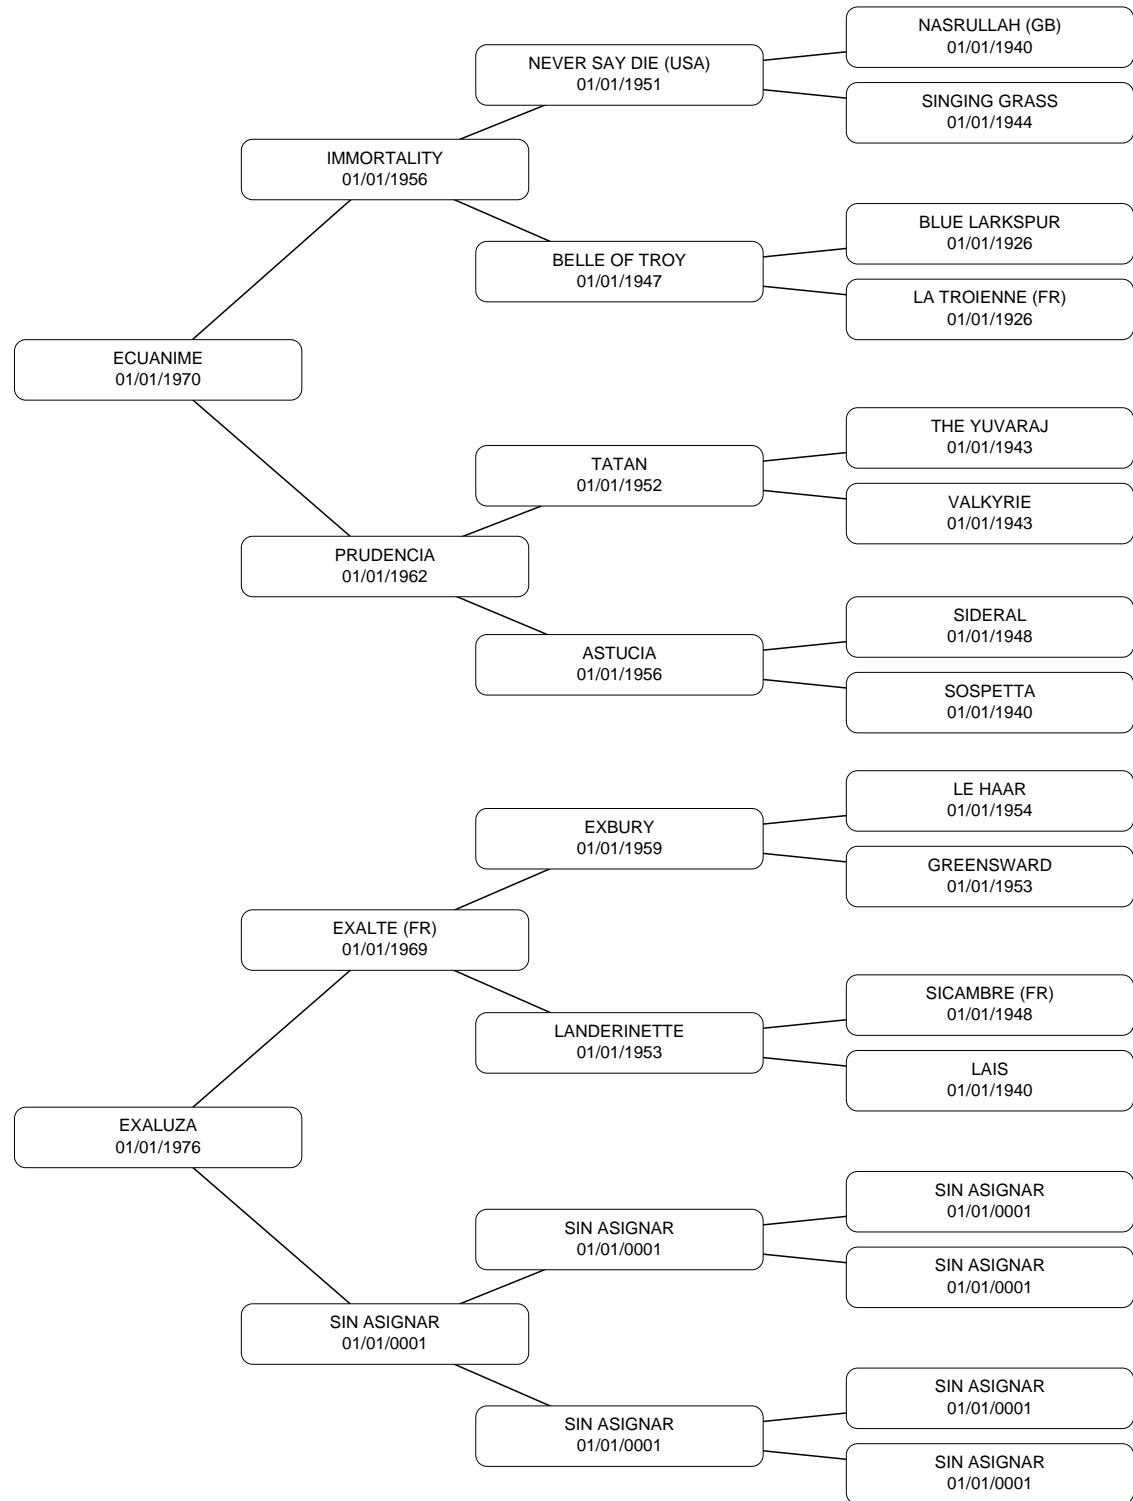 NASRULLAH (GB)
01/01/1940
NEVER SAY DIE (USA)
01/01/1951
SINGING GRASS
01/01/1944
IMMORTALITY
01/01/1956
BLUE LARKSPUR
01/01/1926
BELLE OF TROY
01/01/1947
LA TROIENNE (FR)
01/01/1926
ECUANIME
01/01/1970
THE YUVARAJ
01/01/1943
TATAN
01/01/1952
VALKYRIE
01/01/1943
PRUDENCIA
01/01/1962
SIDERAL
01/01/1948
ASTUCIA
01/01/1956
SOSPETTA
01/01/1940
LE HAAR
01/01/1954
EXBURY
01/01/1959
GREENSWARD
01/01/1953
EXALTE (FR)
01/01/1969
SICAMBRE (FR)
01/01/1948
LANDERINETTE
01/01/1953
LAIS
01/01/1940
EXALUZA
01/01/1976
SIN ASIGNAR
01/01/0001
SIN ASIGNAR
01/01/0001
SIN ASIGNAR
01/01/0001
SIN ASIGNAR
01/01/0001
SIN ASIGNAR
01/01/0001
SIN ASIGNAR
01/01/0001
SIN ASIGNAR
01/01/0001